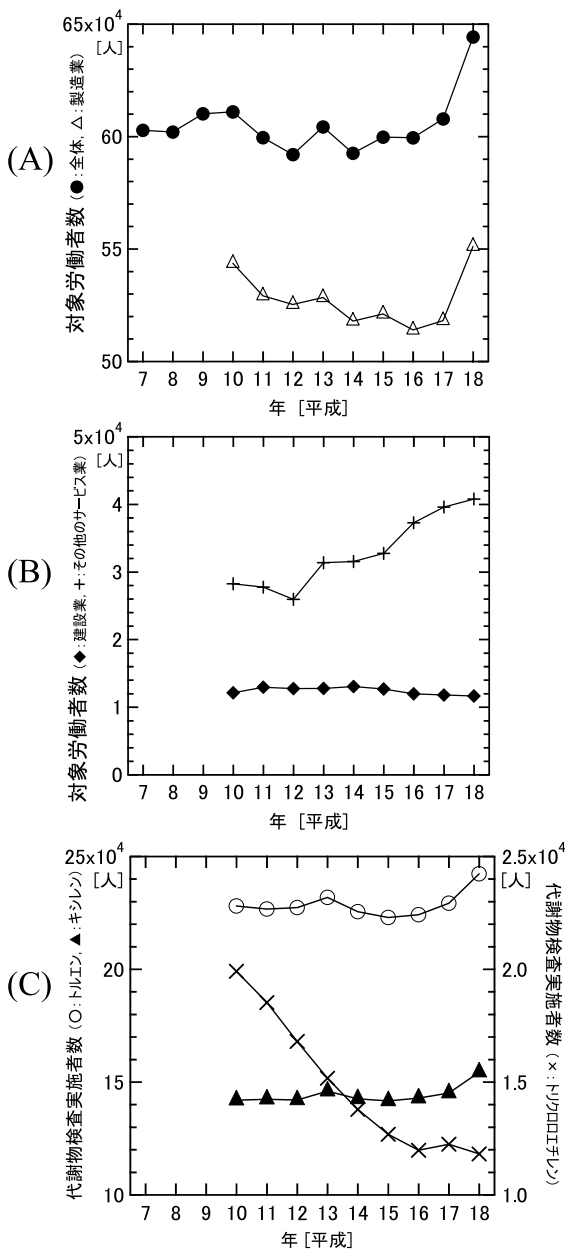 (A)
65x10⁴
[人]
60
55
50
対象労働者数 (●:全体, △:製造業)
7 8 9 10 11 12 13 14 15 16 17 18
年 [平成]
(B)
5x10⁴
[人]
4
3
2
1
0
対象労働者数 (◆:建設業, +:その他のサービス業)
7 8 9 10 11 12 13 14 15 16 17 18
年 [平成]
(C)
25x10⁴
[人]
20
15
10
代謝物検査実施者数 (○:トルエン, ▲:キシレン)
2.5x10⁴
[人]
2.0
1.5
1.0
代謝物検査実施者数 (×:トリクロロエチレン)
7 8 9 10 11 12 13 14 15 16 17 18
年 [平成]